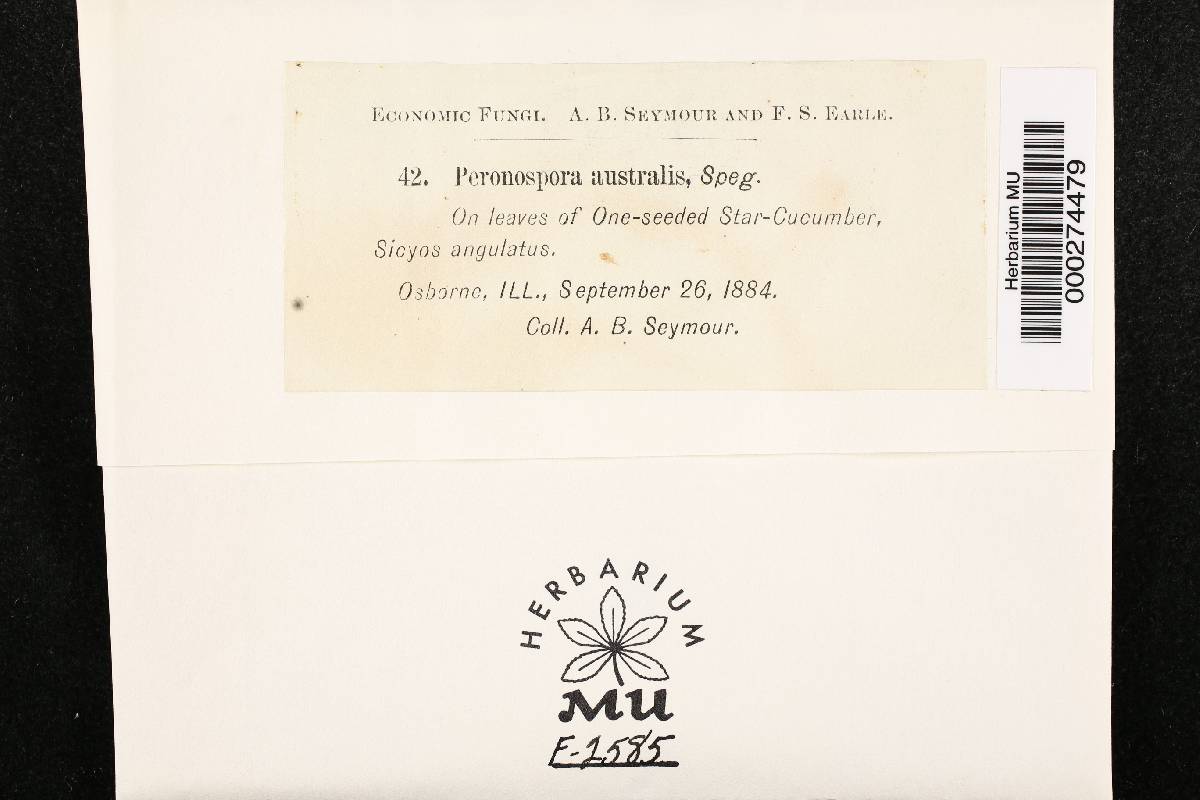 ECONOMIC FUNGI. A. B. SEYMOUR AND F. S. EARLE.
42. Peronospora australis, Speg.
On leaves of One-seeded Star-Cucumber,
Sicyos angulatus.
Osborne, ILL., September 26, 1884.
Coll. A. B. Seymour.
Herbarium MU
000274479
HERBARIUM
MU
F-2585